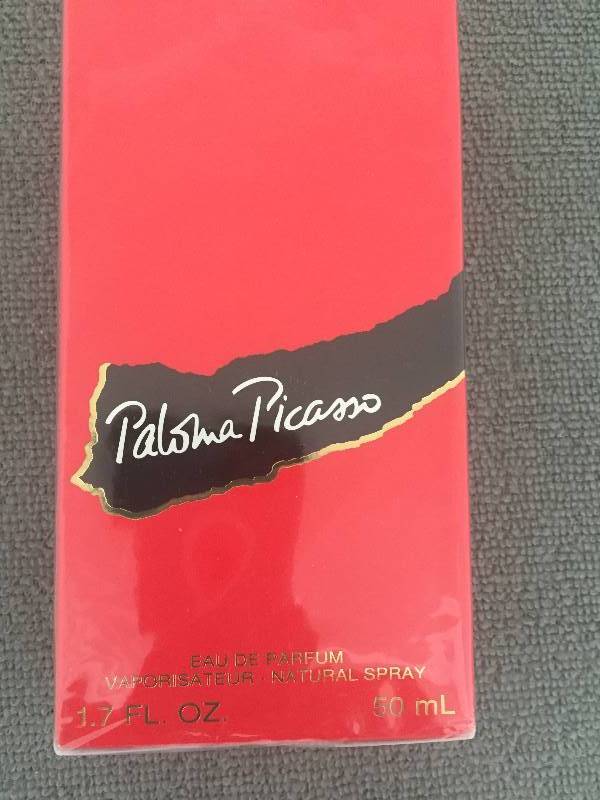 Paloma Picasso
EAU DE PARFUM
VAPORISATEUR · NATURAL SPRAY
1.7 FL. OZ. 50 mL